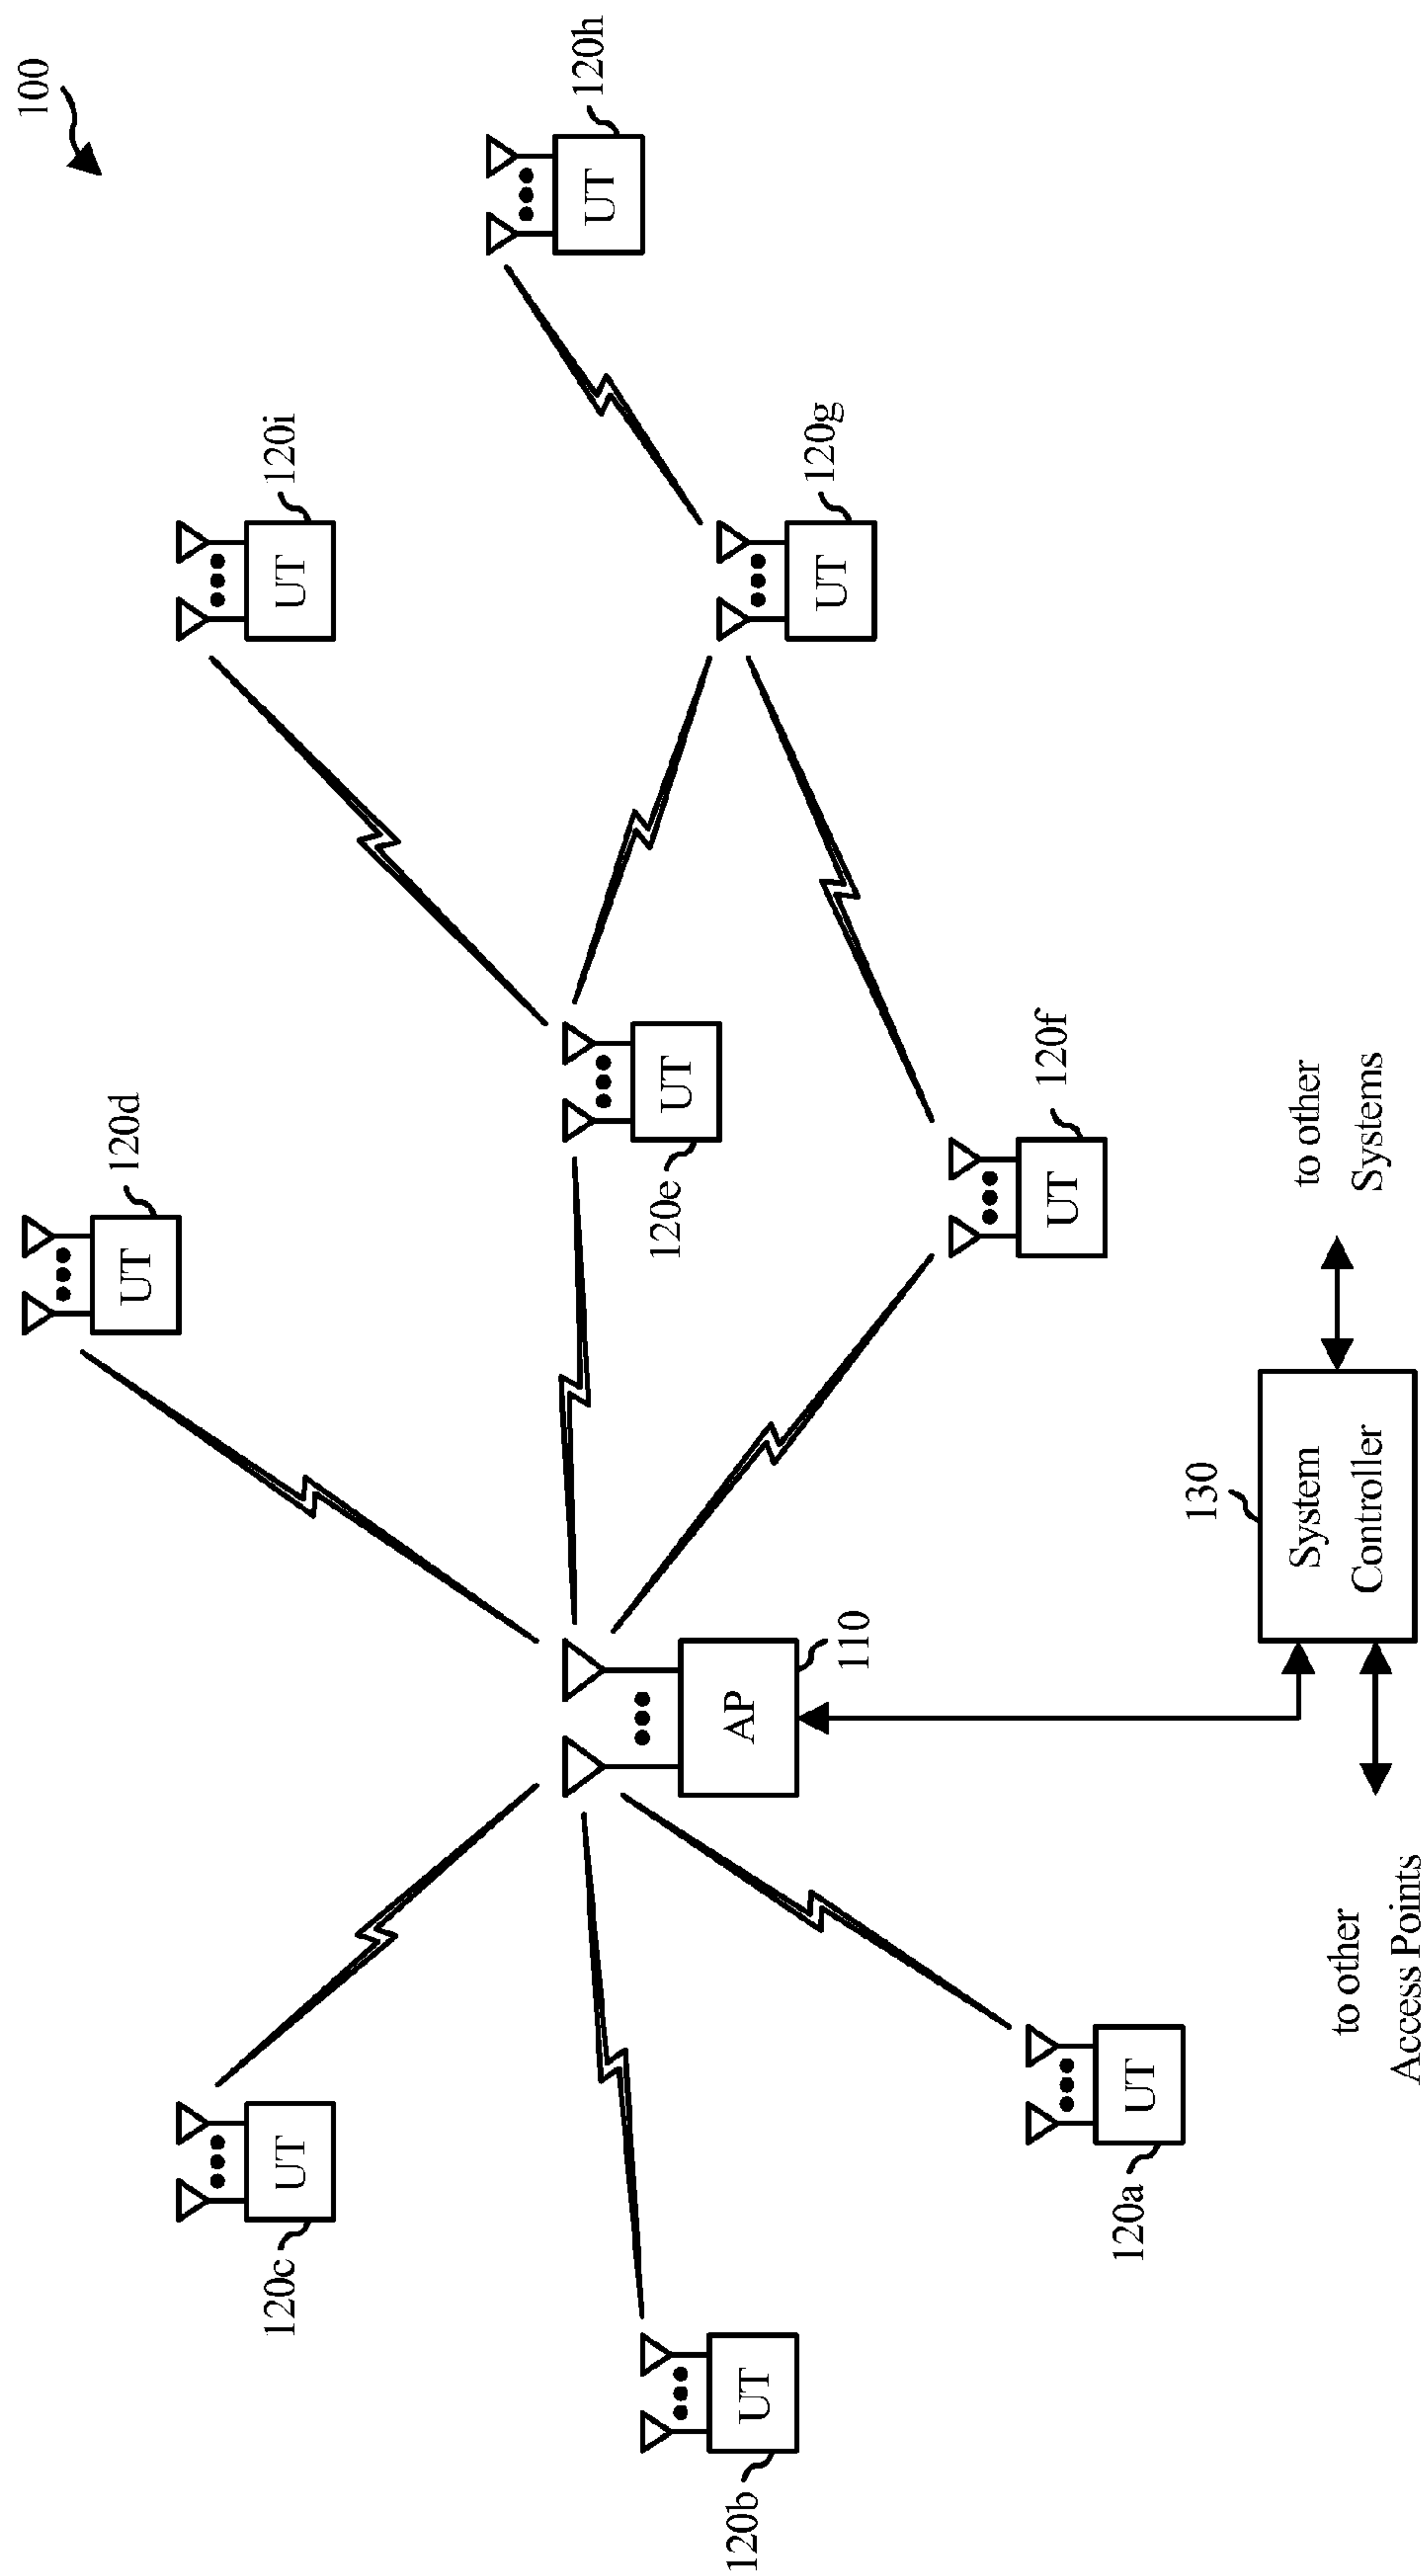 100
120d
UT
120i
UT
120h
UT
120c
UT
120e
UT
120g
UT
120b
UT
110
AP
120f
UT
120a
UT
130
System
Controller
to other
Systems
to other
Access Points